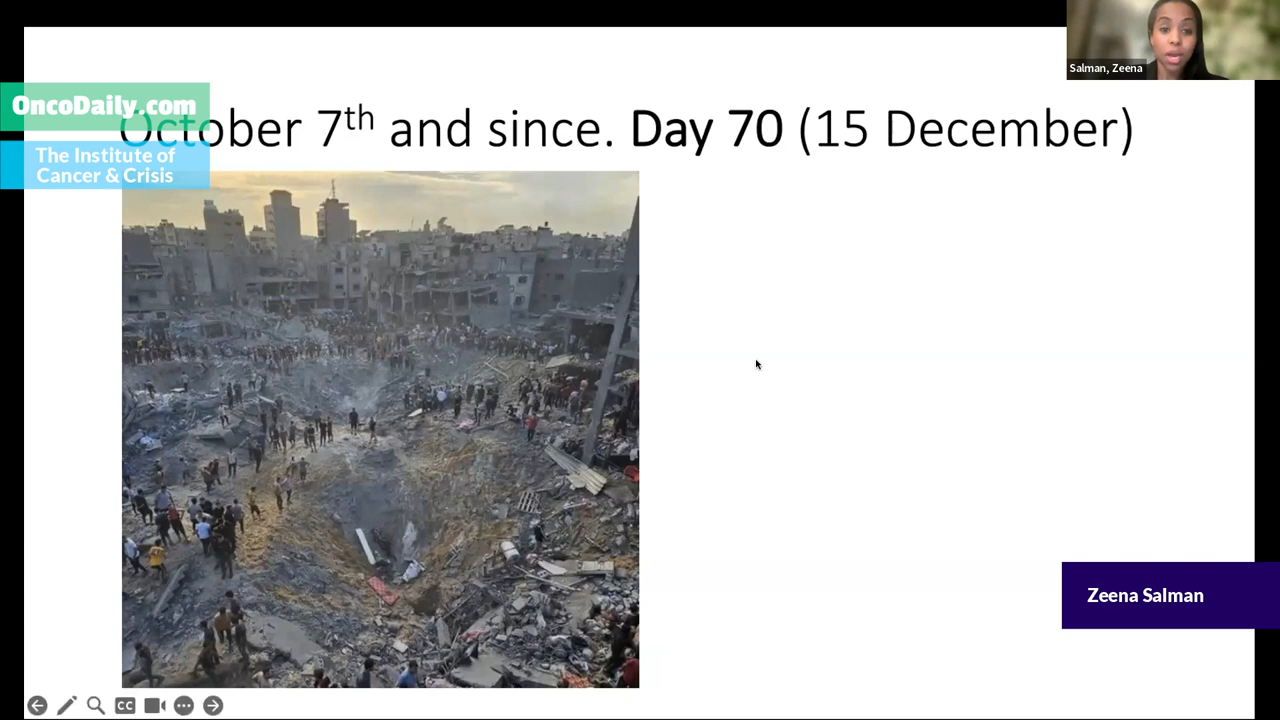 Salman, Zeena
OncoDaily.com
October 7th and since. Day 70 (15 December)
The Institute of
Cancer & Crisis
Zeena Salman
CC